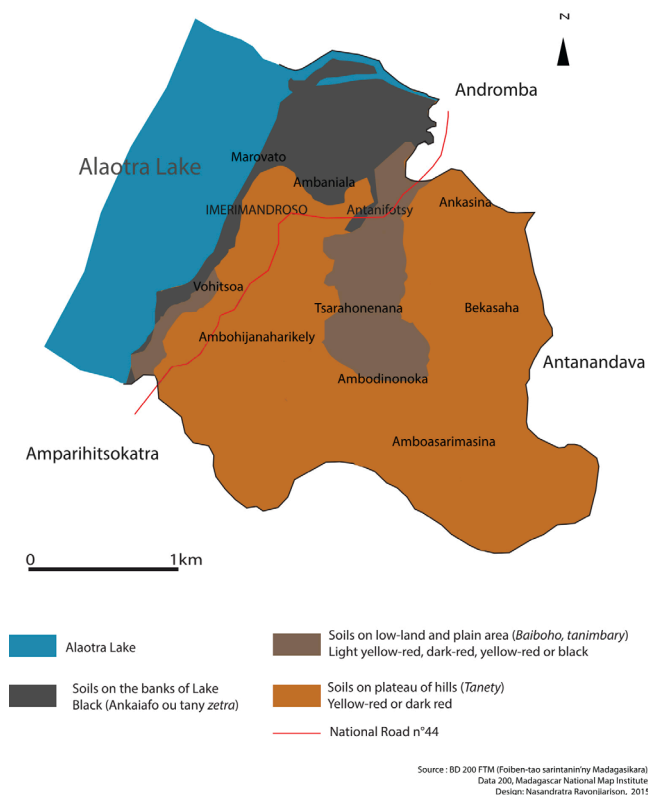 z
Andromba
Alaotra Lake
Marovato
Ambaniala
IMERIMANDROSO
Antanifotsy
Ankasina
Vohitsoa
Tsarahonenana
Bekasaha
Ambohijanaharikely
Antanandava
Ambodinonoka
Amboasarimasina
Amparihitsokatra
0 1km
Alaotra Lake
Soils on the banks of Lake
Black (Ankaiafo ou tany zetra)
Soils on low-land and plain area (Baiboho, tanimbary)
Light yellow-red, dark-red, yellow-red or black
Soils on plateau of hills (Tanety)
Yellow-red or dark red
National Road n°44
Source : BD 200 FTM (Foiben-tao sarintanin'ny Madagasikara)
Data 200, Madagascar National Map Institute
Design: Nasandratra Ravonjiarison, 2015